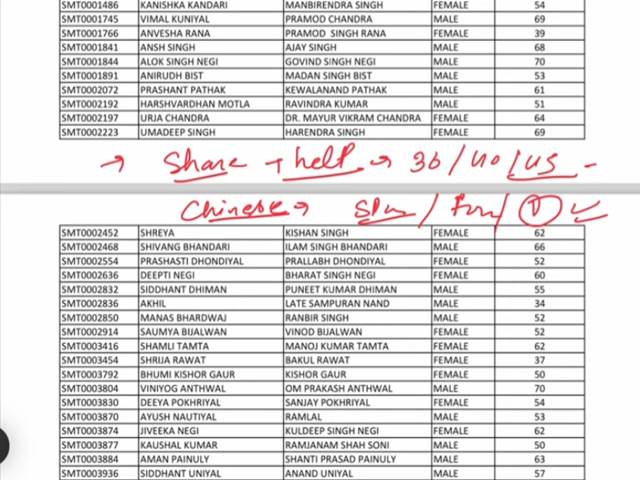 SMT0001486 KANISHKA KANDARI MANBIRENDRA SINGH FEMALE 54
SMT0001745 VIMAL KUNIYAL PRAMOD CHANDRA MALE 69
SMT0001766 ANVESHA RANA PRAMOD SINGH RANA FEMALE 39
SMT0001841 ANSH SINGH AJAY SINGH MALE 68
SMT0001844 ALOK SINGH NEGI GOVIND SINGH NEGI MALE 70
SMT0001891 ANIRUDH BIST MADAN SINGH BIST MALE 53
SMT0002072 PRASHANT PATHAK KEWALANAND PATHAK MALE 61
SMT0002192 HARSHVARDHAN MOTLA RAVINDRA KUMAR MALE 51
SMT0002197 URJA CHANDRA DR. MAYUR VIKRAM CHANDRA FEMALE 64
SMT0002223 UMADEEP SINGH HARENDRA SINGH FEMALE 69
→ Share + help → 30/40/45 -
Chinese →
SMT0002452 SHREYA KISHAN SINGH FEMALE 62
SMT0002468 SHIVANG BHANDARI ILAM SINGH BHANDARI MALE 66
SMT0002554 PRASHASTI DHONDIYAL PRALLABH DHONDIYAL FEMALE 52
SMT0002636 DEEPTI NEGI BHARAT SINGH NEGI FEMALE 60
SMT0002832 SIDDHANT DHIMAN PUNEET KUMAR DHIMAN MALE 55
SMT0002836 AKHIL LATE SAMPURAN NAND MALE 34
SMT0002850 MANAS BHARDWAJ RANBIR SINGH MALE 52
SMT0002914 SAUMYA BIJALWAN VINOD BIJALWAN FEMALE 52
SMT0003416 SHAMLI TAMTA MANOJ KUMAR TAMTA FEMALE 62
SMT0003454 SHRIJA RAWAT BAKUL RAWAT FEMALE 37
SMT0003792 BHUMI KISHOR GAUR KISHOR GAUR FEMALE 50
SMT0003804 VINIYOG ANTHWAL OM PRAKASH ANTHWAL MALE 70
SMT0003830 DEEYA POKHRIYAL SANJAY POKHRIYAL FEMALE 54
SMT0003870 AYUSH NAUTIYAL RAMLAL MALE 53
SMT0003874 JIVEEKA NEGI KULDEEP SINGH NEGI FEMALE 62
SMT0003877 KAUSHAL KUMAR RAMJANAM SHAH SONI MALE 50
SMT0003884 AMAN PAINULY SHANTI PRASAD PAINULY MALE 63
SMT0003936 SIDDHANT UNIYAL ANAND UNIYAL MALE 57